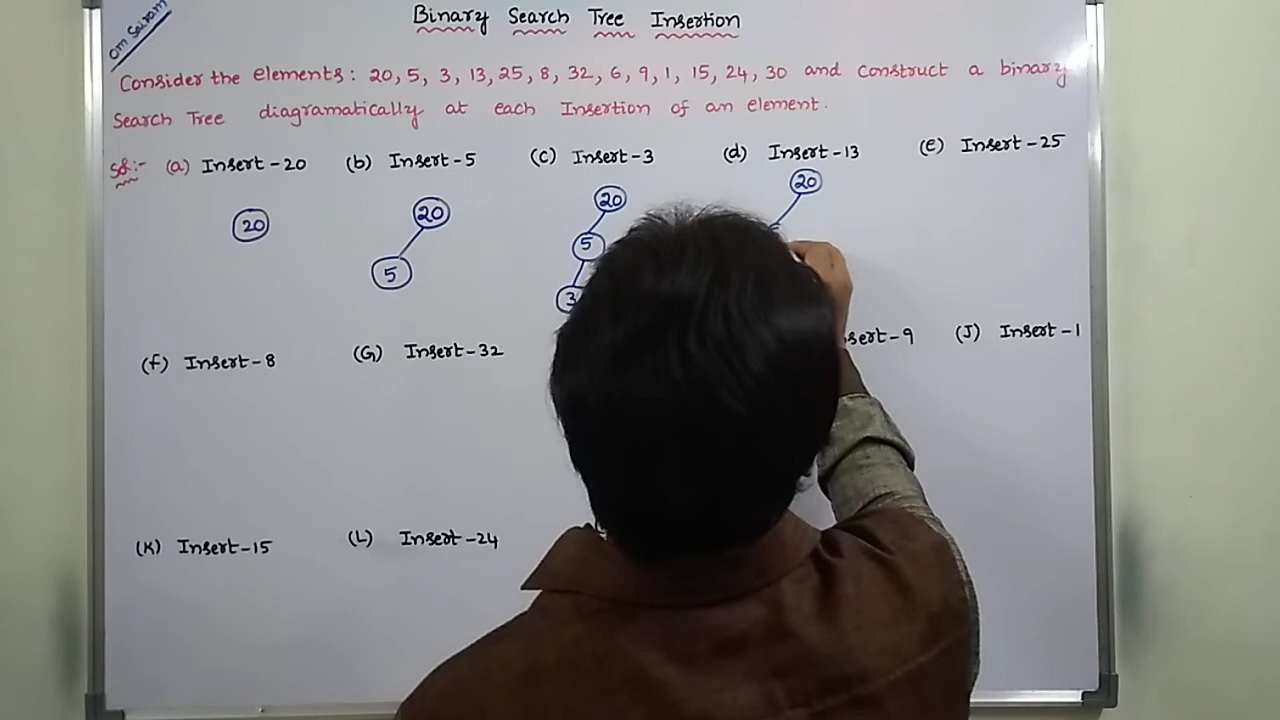 Om Sairam
Binary Search Tree Insertion
Consider the elements: 20, 5, 3, 13, 25, 8, 32, 6, 9, 1, 15, 24, 30 and construct a binary
Search Tree diagramatically at each Insertion of an element.
Sol:- (a) Insert-20 (b) Insert-5 (c) Insert-3 (d) Insert-13 (e) Insert-25
20 20 20 20
5 5
3
(f) Insert-8 (G) Insert-32 sert-9 (J) Insert-1
(K) Insert-15 (L) Insert-24